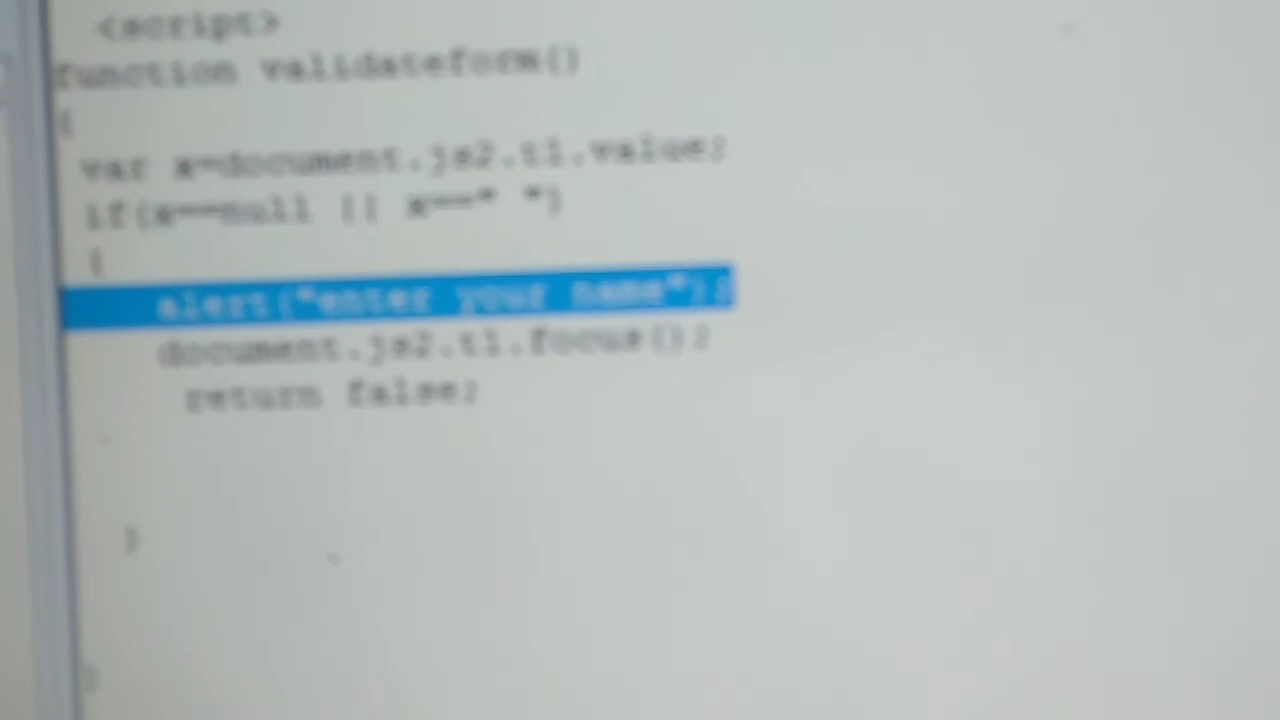 <script>
function validateform()
{
var x=document.js2.t1.value;
if(x==null || x==" ")
{
alert("enter your name");
document.js2.t1.focus();
return false;
}
}